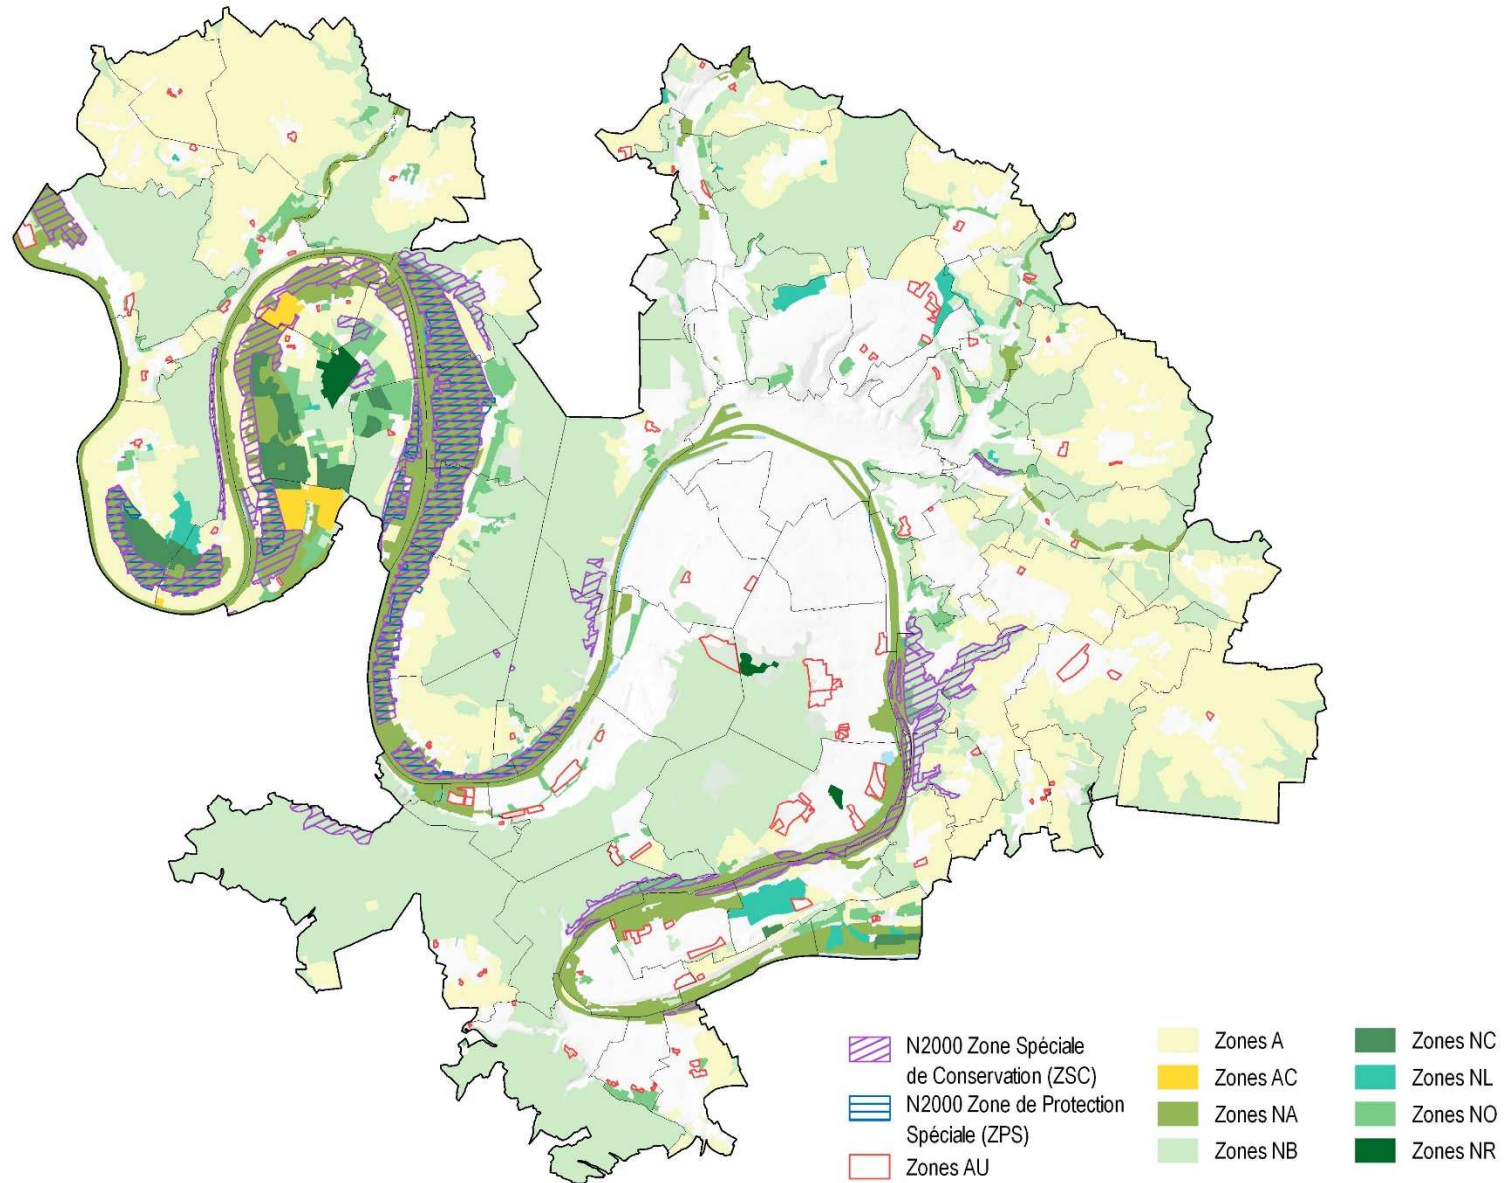 N2000 Zone Spéciale
de Conservation (ZSC)
N2000 Zone de Protection
Spéciale (ZPS)
Zones AU
Zones A
Zones AC
Zones NA
Zones NB
Zones NC
Zones NL
Zones NO
Zones NR